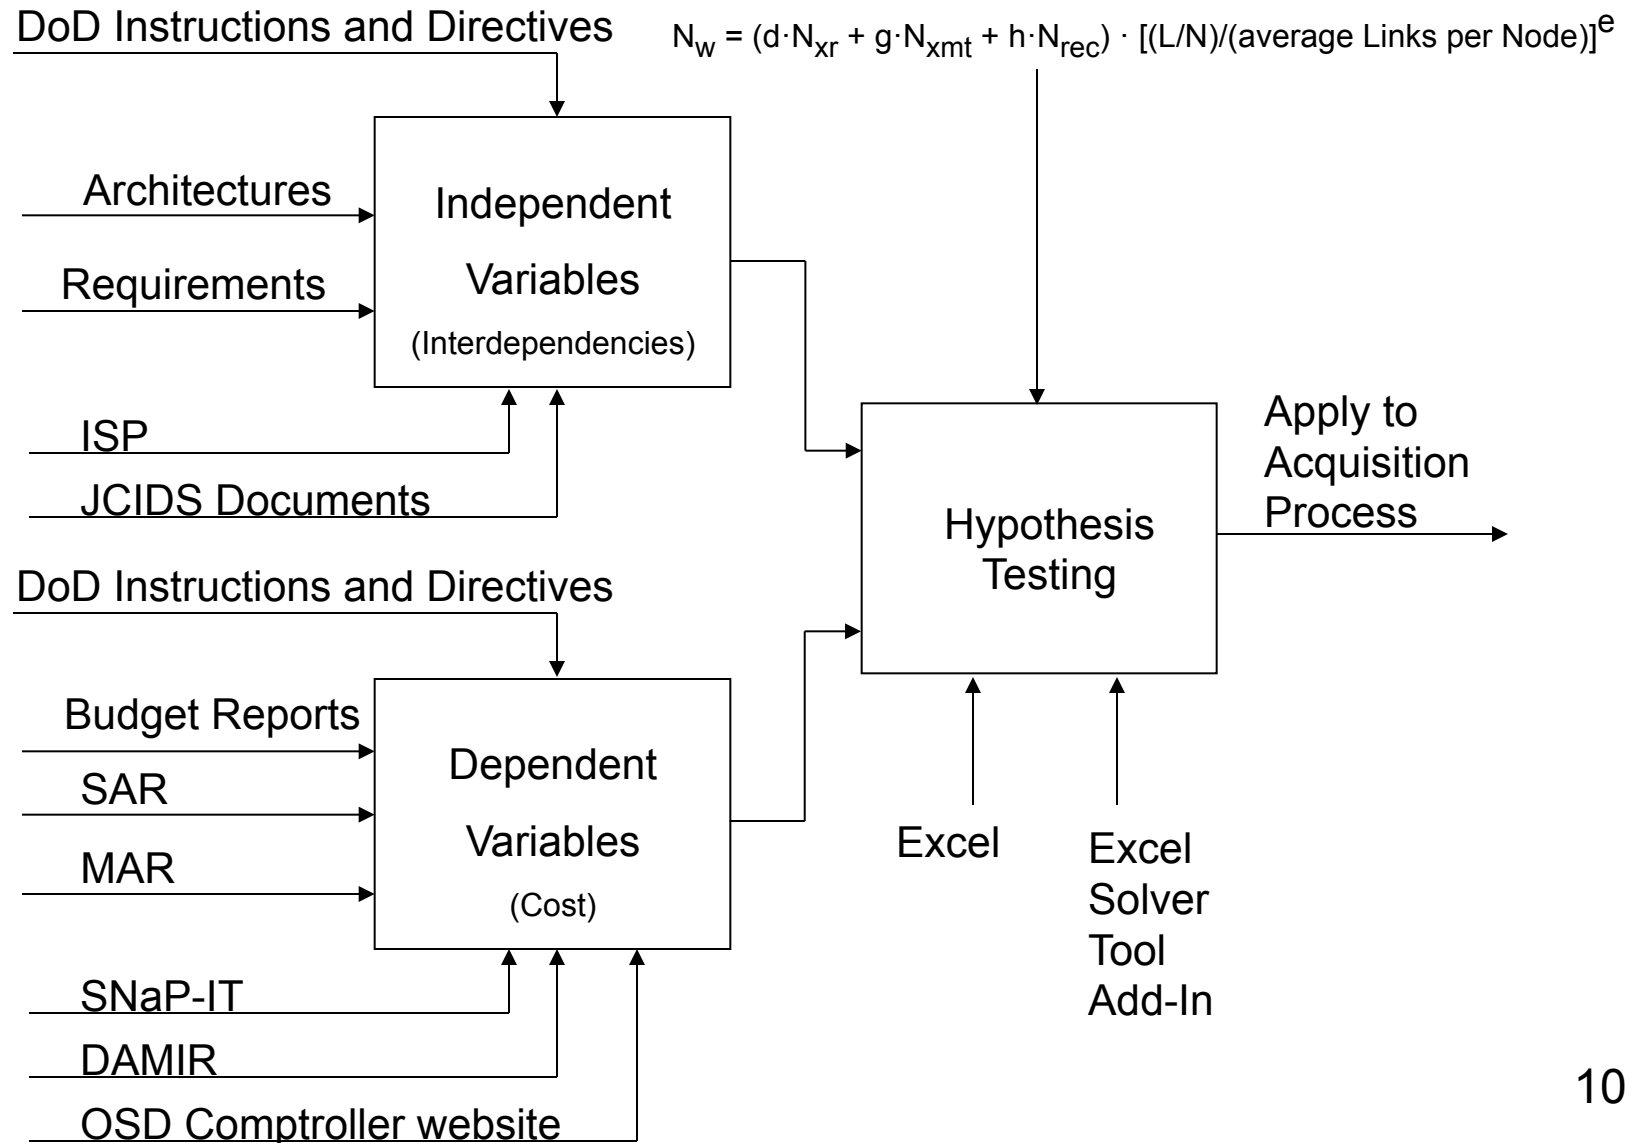 DoD Instructions and Directives
N_w = (d·N_xr + g·N_xmt + h·N_rec) · [(L/N)/(average Links per Node)]^e
Architectures
Requirements
Independent
Variables
(Interdependencies)
ISP
JCIDS Documents
DoD Instructions and Directives
Budget Reports
SAR
MAR
Dependent
Variables
(Cost)
SNaP-IT
DAMIR
OSD Comptroller website
Hypothesis
Testing
Apply to
Acquisition
Process
Excel
Excel
Solver
Tool
Add-In
10